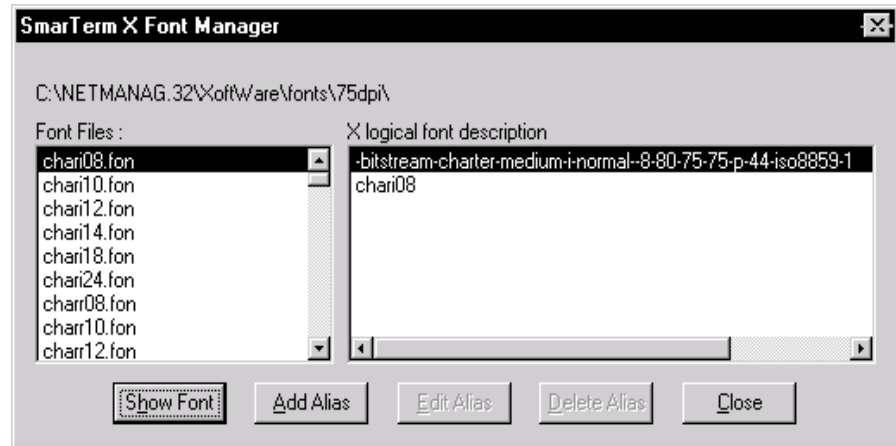 SmarTerm X Font Manager
C:\NETMANAG.32\XoftWare\fonts\75dpi\
Font Files :
X logical font description
chari08.fon
chari10.fon
chari12.fon
chari14.fon
chari18.fon
chari24.fon
charr08.fon
charr10.fon
charr12.fon
-bitstream-charter-medium-i-normal--8-80-75-75-p-44-iso8859-1
chari08
Show Font
Add Alias
Edit Alias
Delete Alias
Close